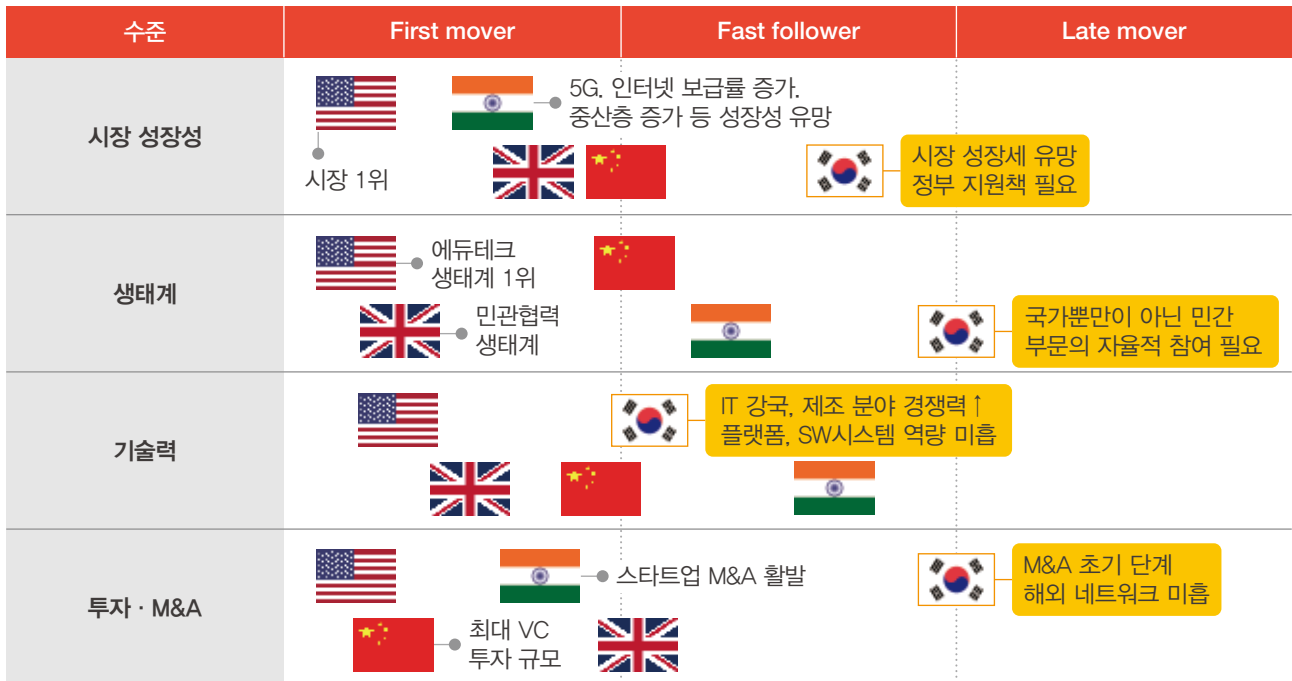 수준
First mover
Fast follower
Late mover
시장 성장성
시장 1위
5G, 인터넷 보급률 증가,
중산층 증가 등 성장성 유망
시장 성장세 유망
정부 지원책 필요
생태계
에듀테크
생태계 1위
민관협력
생태계
국가뿐만이 아닌 민간
부문의 자율적 참여 필요
기술력
IT 강국, 제조 분야 경쟁력↑
플랫폼, SW시스템 역량 미흡
투자 · M&A
스타트업 M&A 활발
최대 VC
투자 규모
M&A 초기 단계
해외 네트워크 미흡